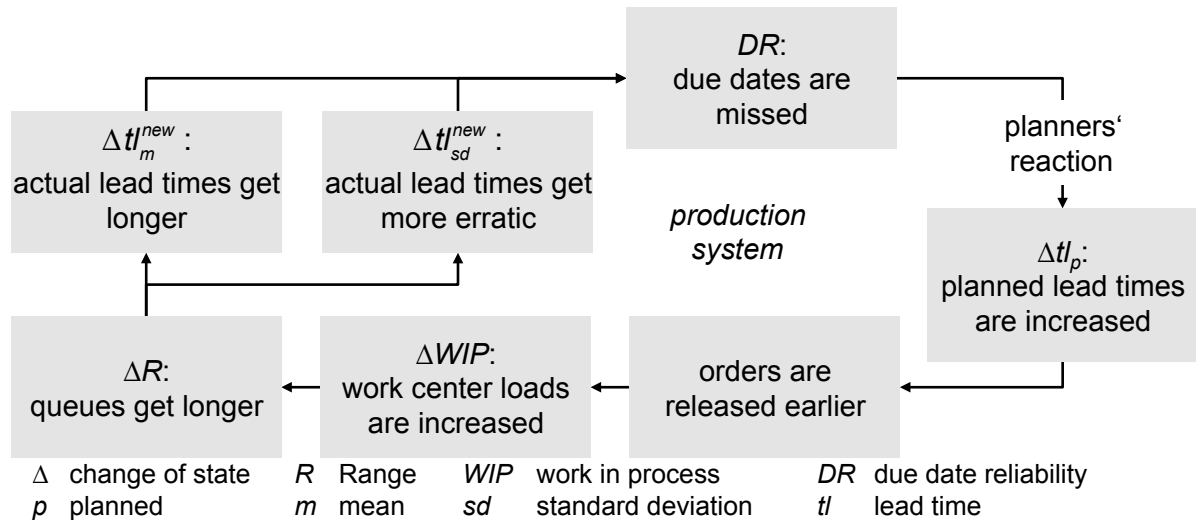 DR:
due dates are
missed
Δtl_m^new :
actual lead times get
longer
Δtl_sd^new :
actual lead times get
more erratic
planners‘
reaction
production
system
Δtl_p:
planned lead times
are increased
ΔR:
queues get longer
ΔWIP:
work center loads
are increased
orders are
released earlier
Δ change of state R Range WIP work in process DR due date reliability
p planned m mean sd standard deviation tl lead time